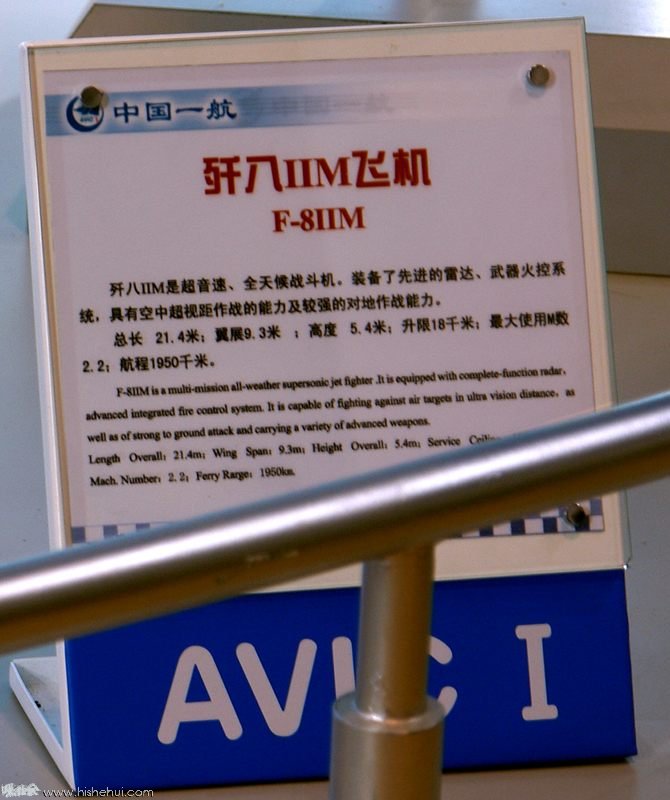 中国一航
歼八IIM飞机
F-8IIM
歼八IIM是超音速、全天候战斗机。装备了先进的雷达、武器火控系
统，具有空中超视距作战的能力及较强的对地作战能力。
总长 21.4米；翼展9.3米 ；高度 5.4米；升限18千米；最大使用M数
2.2；航程1950千米。
F-8IIM is a multi-mission all-weather supersonic jet fighter .It is equipped with complete-function radar,
advanced integrated fire control system. It is capable of fighting against air targets in ultra vision distance, as
well as of strong to ground attack and carrying a variety of advanced weapons.
Length Overall: 21.4m; Wing Span: 9.3m; Height Overall: 5.4m; Service
Mach. Number: 2.2; Ferry Rarge: 1950km.
AVIC I
www.hishehui.com